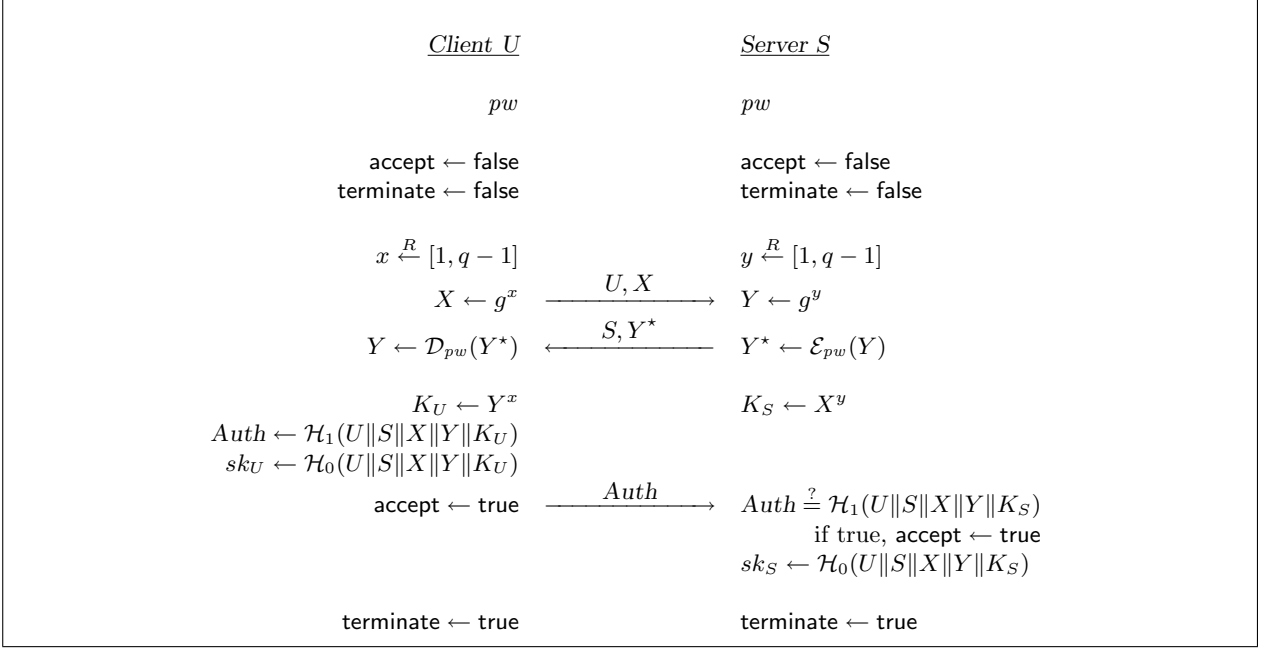 Client U Server S
pw pw
accept ← false accept ← false
terminate ← false terminate ← false
x ←R [1, q − 1] y ←R [1, q − 1]
X ← g^x U, X Y ← g^y
Y ← D_pw(Y⋆) S, Y⋆ Y⋆ ← E_pw(Y)
K_U ← Y^x K_S ← X^y
Auth ← H_1(U‖S‖X‖Y‖K_U)
sk_U ← H_0(U‖S‖X‖Y‖K_U)
accept ← true Auth Auth ≟ H_1(U‖S‖X‖Y‖K_S)
if true, accept ← true
sk_S ← H_0(U‖S‖X‖Y‖K_S)
terminate ← true terminate ← true